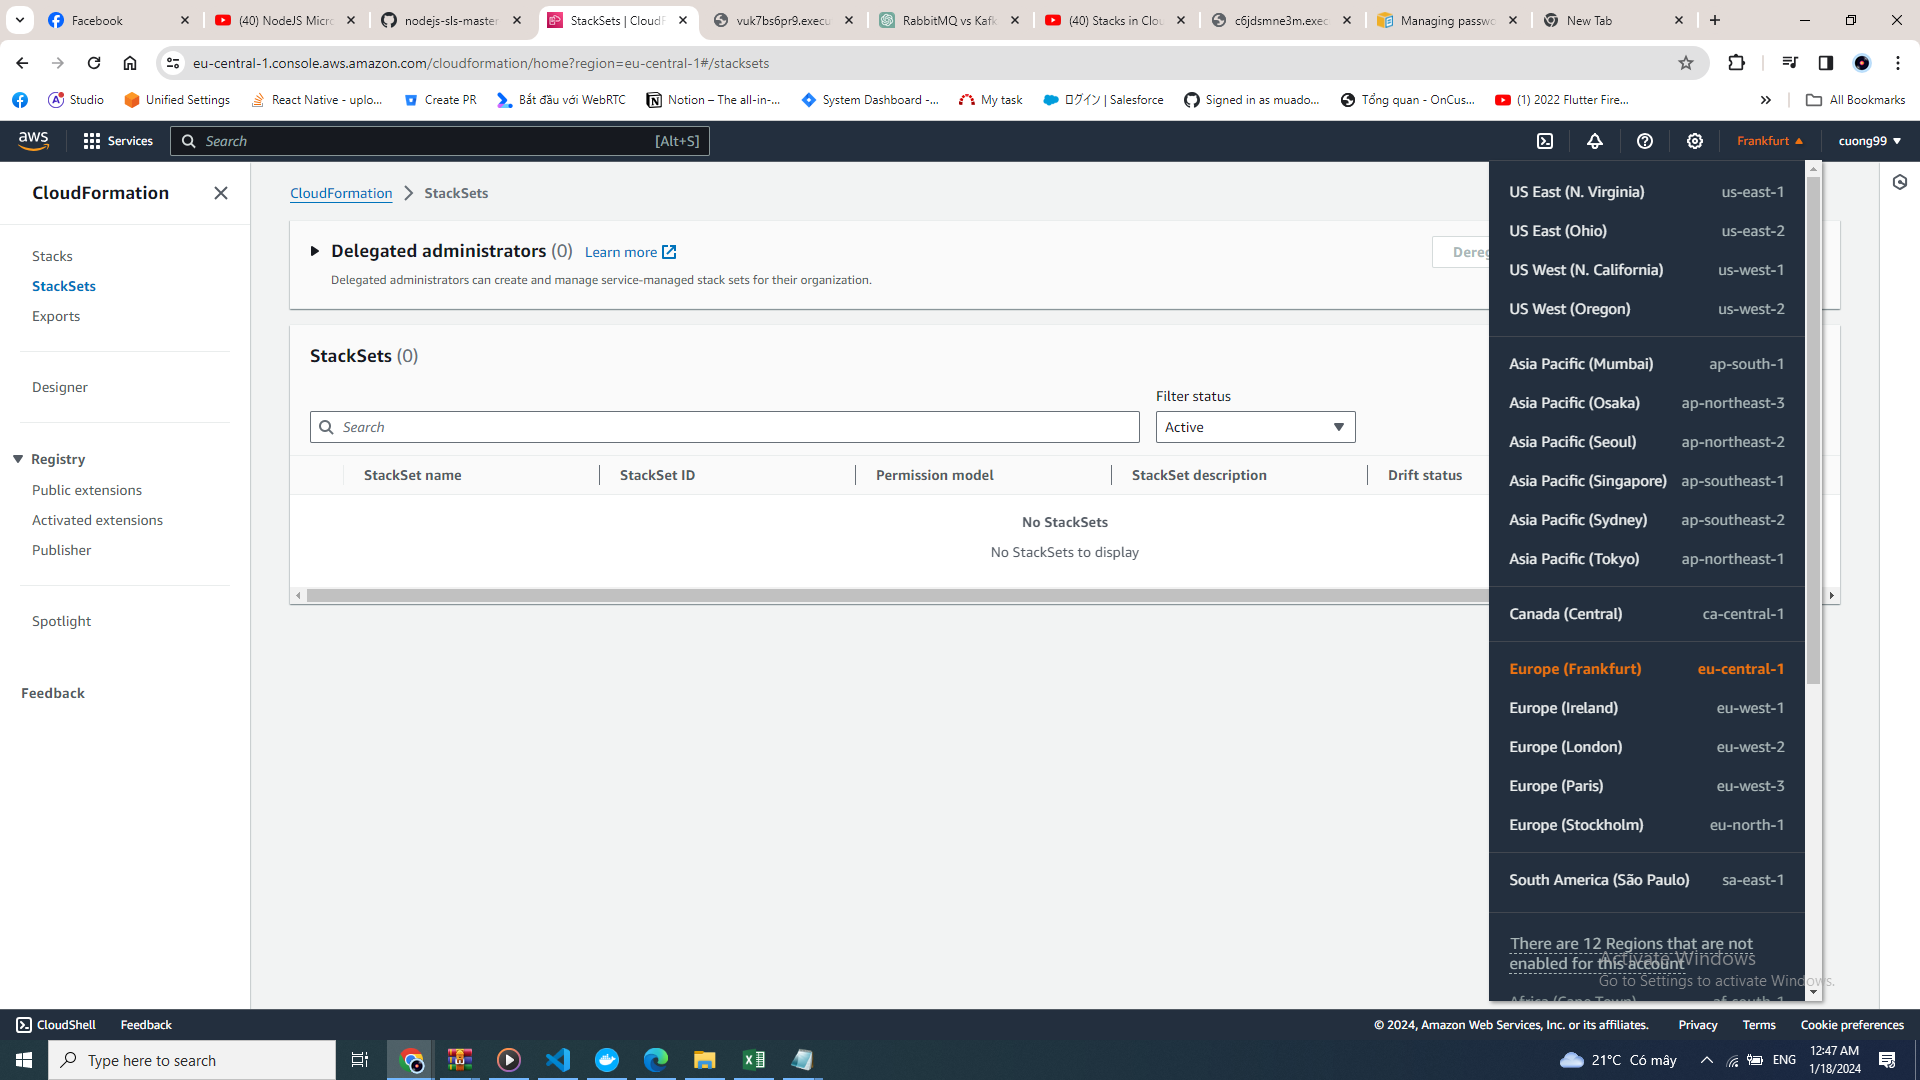 Facebook
(40) NodeJS Micro
nodejs-sls-master
StackSets | CloudF
vuk7bs6pr9.execu
RabbitMQ vs Kafk
(40) Stacks in Clou
c6jdsmne3m.exec
Managing passwo
New Tab
eu-central-1.console.aws.amazon.com/cloudformation/home?region=eu-central-1#/stacksets
Studio
Unified Settings
React Native - uplo...
Create PR
Bắt đầu với WebRTC
Notion – The all-in-...
System Dashboard -...
My task
ログイン | Salesforce
Signed in as muado...
Tổng quan - OnCus...
(1) 2022 Flutter Fire...
All Bookmarks
aws
Services
Search
[Alt+S]
Frankfurt
cuong99
CloudFormation
Stacks
StackSets
Exports
Designer
Registry
Public extensions
Activated extensions
Publisher
Spotlight
Feedback
CloudFormation > StackSets
Delegated administrators (0) Learn more
Dereg
Delegated administrators can create and manage service-managed stack sets for their organization.
StackSets (0)
Filter status
Search
Active
StackSet name
StackSet ID
Permission model
StackSet description
Drift status
No StackSets
No StackSets to display
US East (N. Virginia) us-east-1
US East (Ohio) us-east-2
US West (N. California) us-west-1
US West (Oregon) us-west-2
Asia Pacific (Mumbai) ap-south-1
Asia Pacific (Osaka) ap-northeast-3
Asia Pacific (Seoul) ap-northeast-2
Asia Pacific (Singapore) ap-southeast-1
Asia Pacific (Sydney) ap-southeast-2
Asia Pacific (Tokyo) ap-northeast-1
Canada (Central) ca-central-1
Europe (Frankfurt) eu-central-1
Europe (Ireland) eu-west-1
Europe (London) eu-west-2
Europe (Paris) eu-west-3
Europe (Stockholm) eu-north-1
South America (São Paulo) sa-east-1
There are 12 Regions that are not
enabled for this account
Africa (Cape Town) af-south-1
Activate Windows
Go to Settings to activate Windows.
CloudShell
Feedback
© 2024, Amazon Web Services, Inc. or its affiliates.
Privacy
Terms
Cookie preferences
Type here to search
21°C Có mây
ENG
12:47 AM
1/18/2024